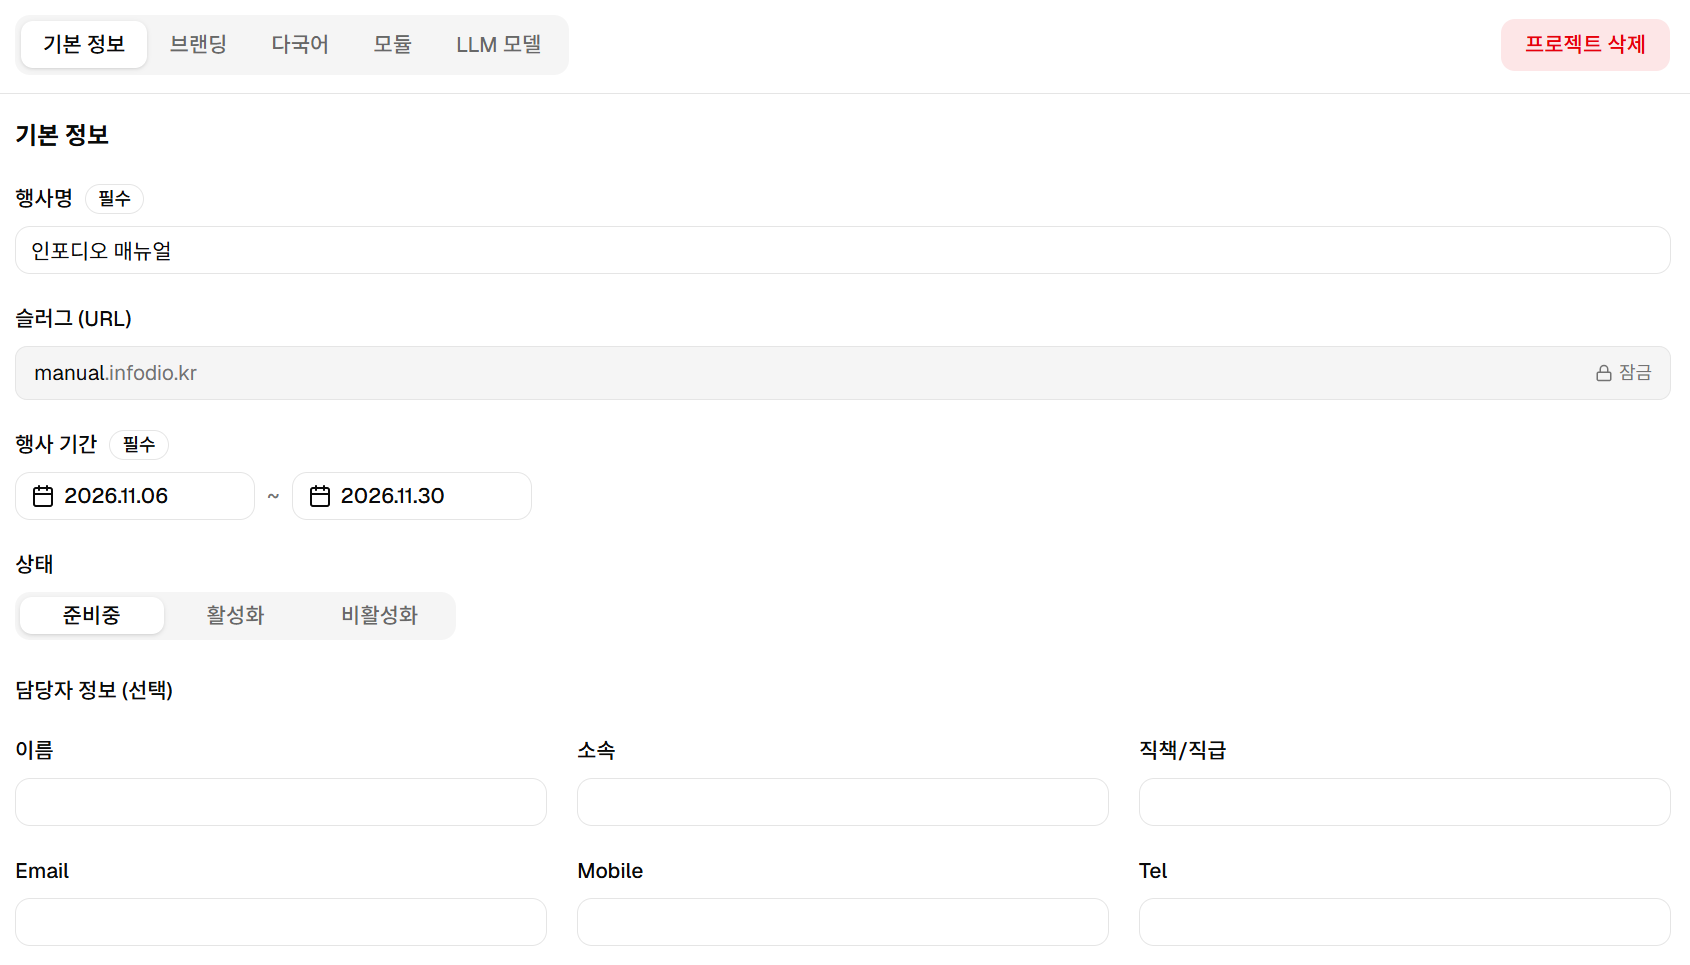 기본 정보 브랜딩 다국어 모듈 LLM 모델 프로젝트 삭제
기본 정보
행사명 필수
인포디오 매뉴얼
슬러그 (URL)
manual.infodio.kr 잠금
행사 기간 필수
2026.11.06 ~ 2026.11.30
상태
준비중 활성화 비활성화
담당자 정보 (선택)
이름 소속 직책/직급
Email Mobile Tel